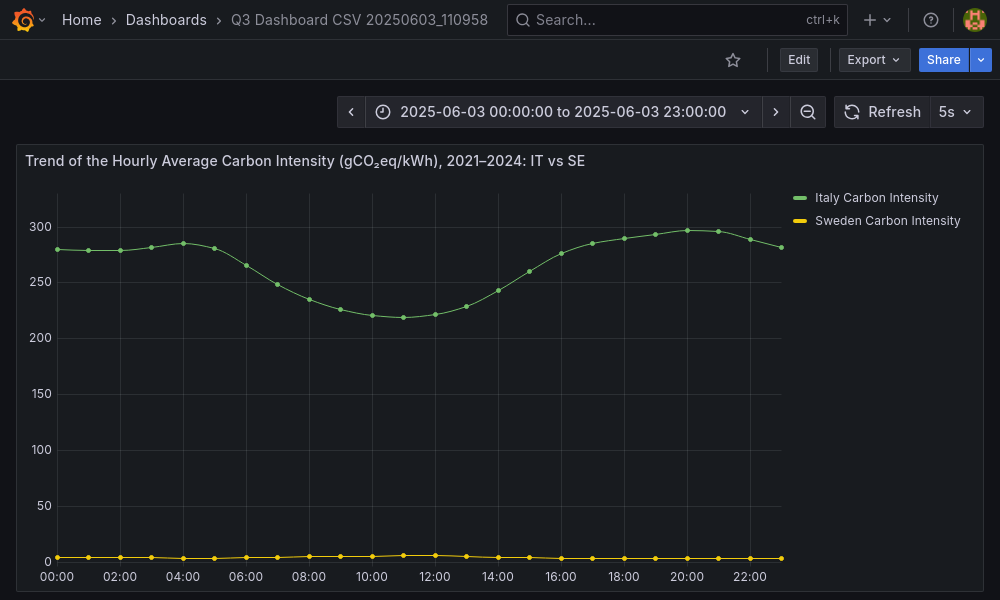 Home › Dashboards › Q3 Dashboard CSV 20250603_110958
Search...
ctrl+k
Edit
Export
Share
2025-06-03 00:00:00 to 2025-06-03 23:00:00
Refresh
5s
Trend of the Hourly Average Carbon Intensity (gCO₂eq/kWh), 2021–2024: IT vs SE
Italy Carbon Intensity
Sweden Carbon Intensity
300
250
200
150
100
50
0
00:00 02:00 04:00 06:00 08:00 10:00 12:00 14:00 16:00 18:00 20:00 22:00